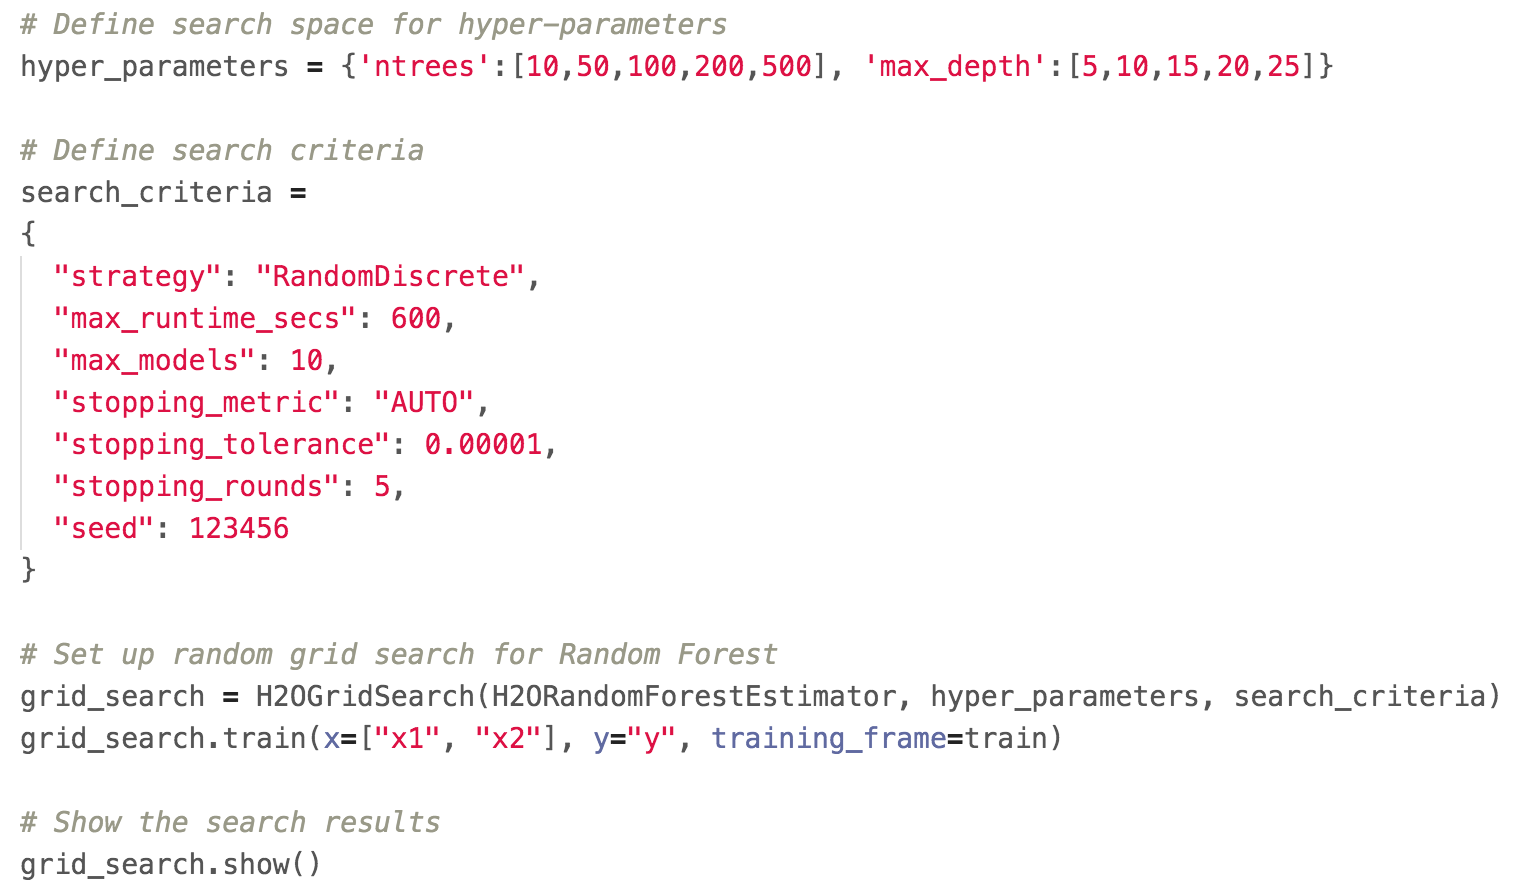 # Define search space for hyper-parameters
hyper_parameters = {'ntrees':[10,50,100,200,500], 'max_depth':[5,10,15,20,25]}
# Define search criteria
search_criteria =
{
"strategy": "RandomDiscrete",
"max_runtime_secs": 600,
"max_models": 10,
"stopping_metric": "AUTO",
"stopping_tolerance": 0.00001,
"stopping_rounds": 5,
"seed": 123456
}
# Set up random grid search for Random Forest
grid_search = H2OGridSearch(H2ORandomForestEstimator, hyper_parameters, search_criteria)
grid_search.train(x=["x1", "x2"], y="y", training_frame=train)
# Show the search results
grid_search.show()